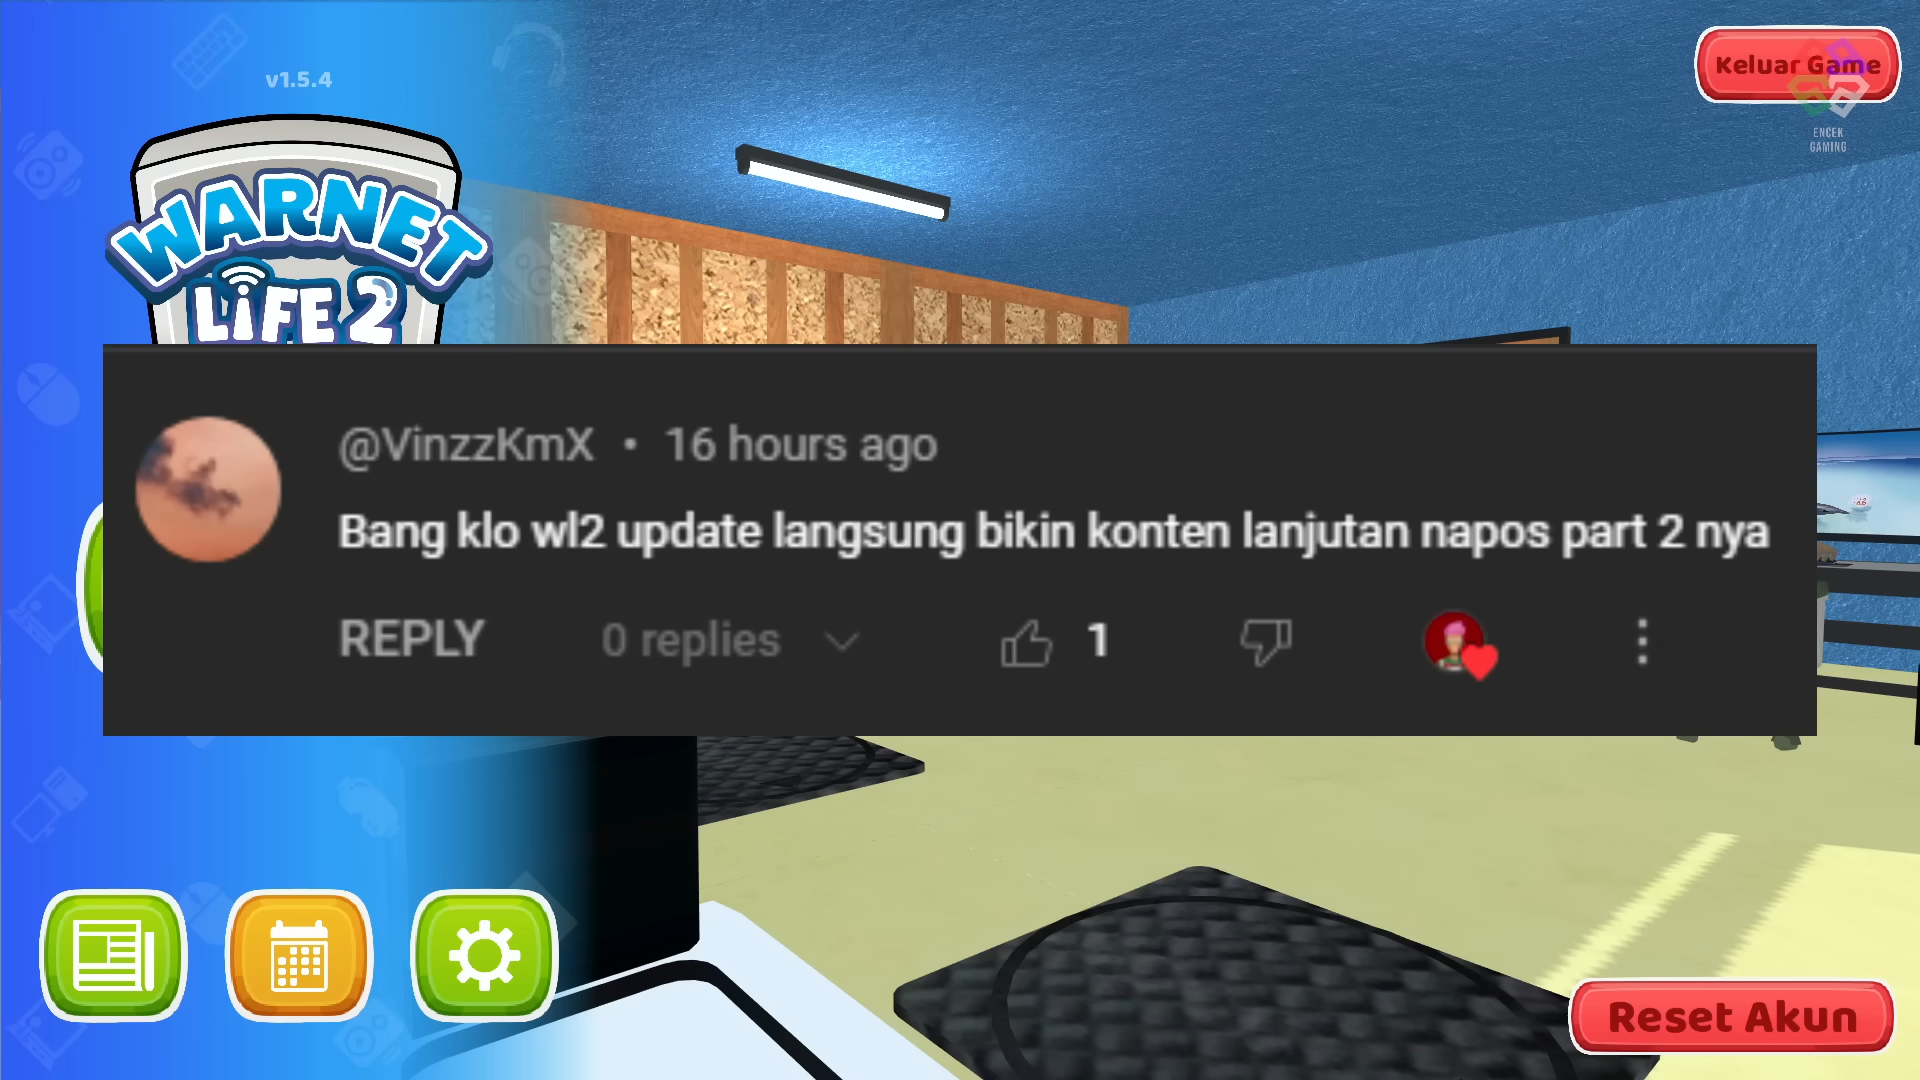 v1.5.4
Keluar Game
ENCEK
GAMING
WARNET
LiFE 2
@VinzzKmX • 16 hours ago
Bang klo wl2 update langsung bikin konten lanjutan napos part 2 nya
REPLY 0 replies 1
Reset Akun